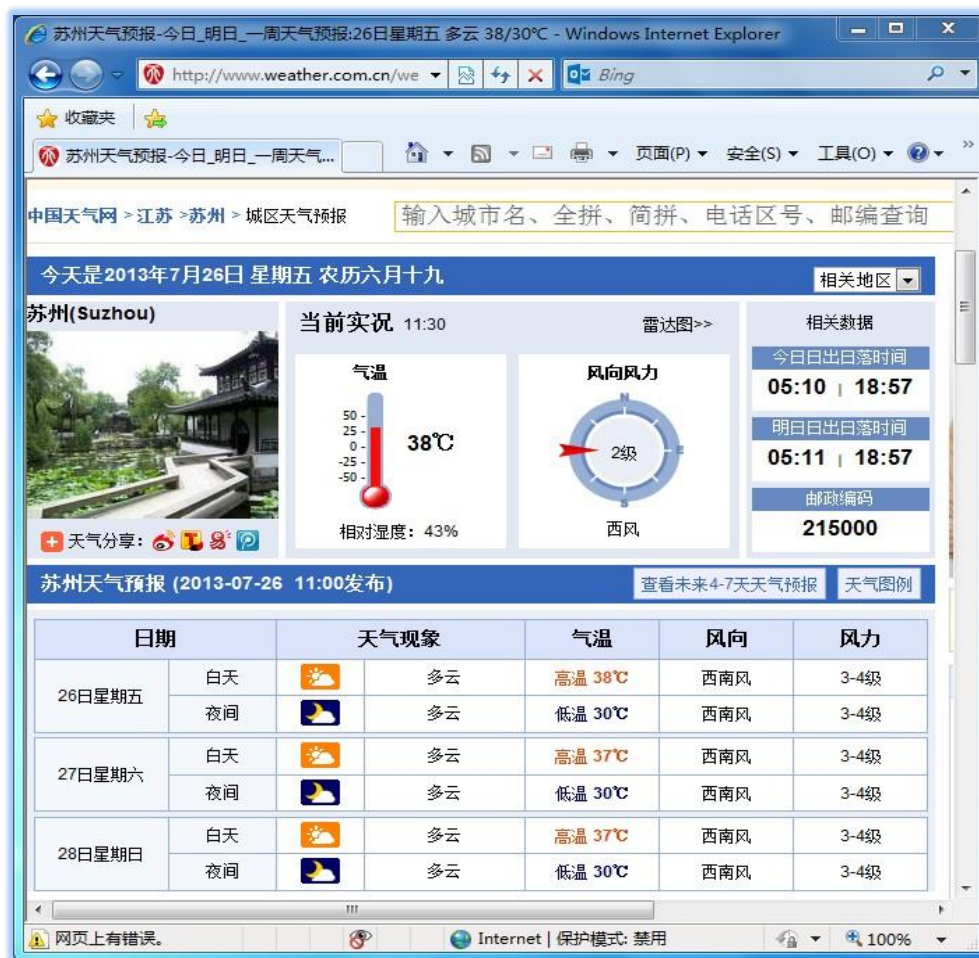 苏州天气预报-今日_明日_一周天气预报:26日星期五 多云 38/30℃ - Windows Internet Explorer
http://www.weather.com.cn/we
Bing
收藏夹
苏州天气预报-今日_明日_一周天气...
页面(P) 安全(S) 工具(O) »
中国天气网 > 江苏 > 苏州 > 城区天气预报
输入城市名、全拼、简拼、电话区号、邮编查询
今天是2013年7月26日 星期五 农历六月十九
相关地区
苏州(Suzhou)
天气分享:
当前实况 11:30
雷达图>>
气温
50
25
0
-25
-50
38℃
相对湿度: 43%
风向风力
N
E
S
2级
西风
相关数据
今日日出日落时间
05:10 | 18:57
明日日出日落时间
05:11 | 18:57
邮政编码
215000
苏州天气预报 (2013-07-26 11:00发布)
查看未来4-7天天气预报 天气图例
日期 天气现象 气温 风向 风力
26日星期五
白天 多云 高温 38℃ 西南风 3-4级
夜间 多云 低温 30℃ 西南风 3-4级
27日星期六
白天 多云 高温 37℃ 西南风 3-4级
夜间 多云 低温 30℃ 西南风 3-4级
28日星期日
白天 多云 高温 37℃ 西南风 3-4级
夜间 多云 低温 30℃ 西南风 3-4级
网页上有错误。
Internet | 保护模式: 禁用
100%